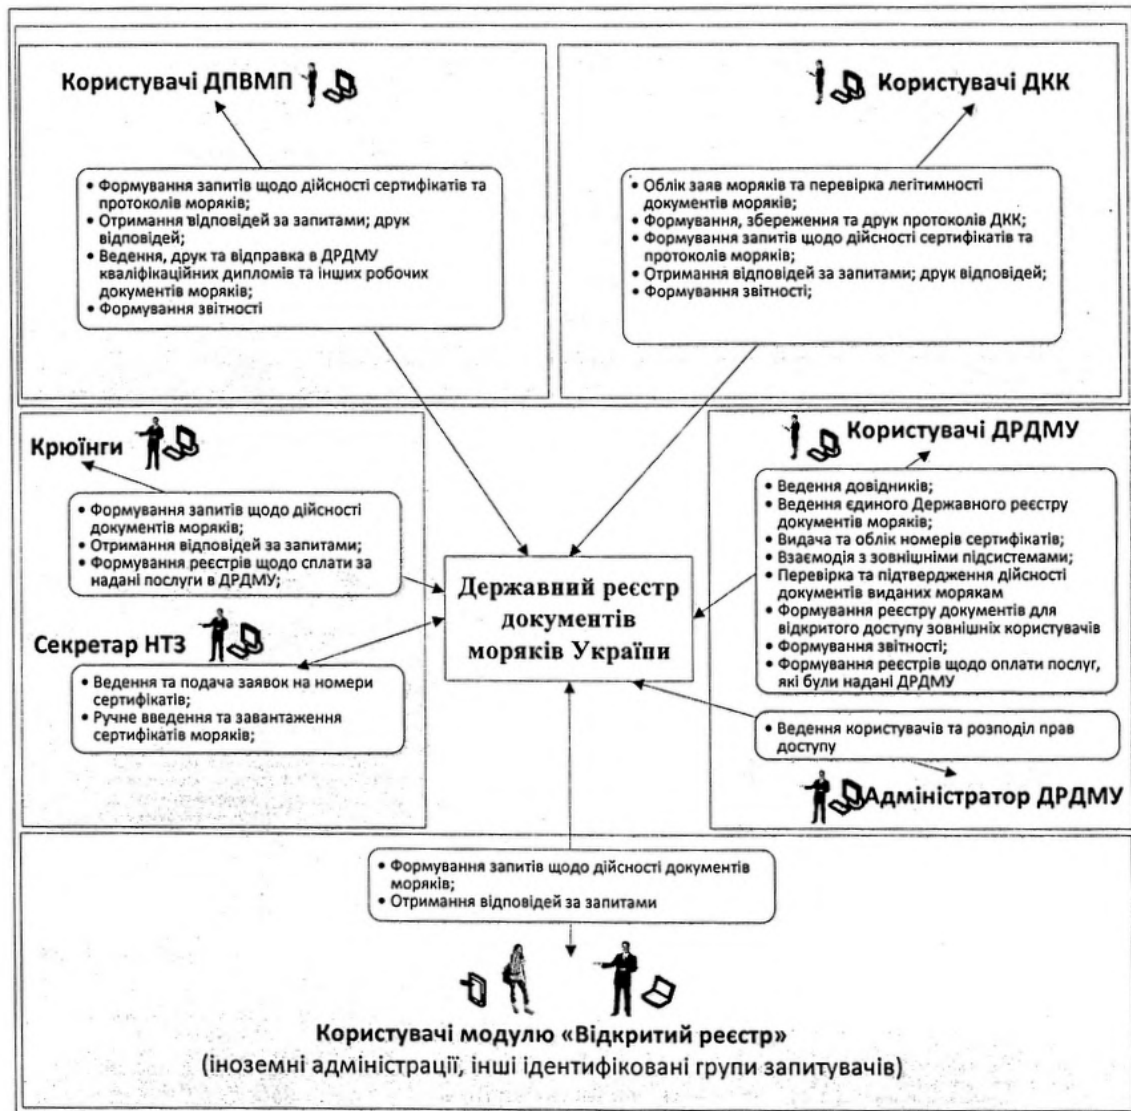 Користувачі ДПВМП
• Формування запитів щодо дійсності сертифікатів та
протоколів моряків;
• Отримання відповідей за запитами; друк
відповідей;
• Ведення, друк та відправка в ДРДМУ
кваліфікаційних дипломів та інших робочих
документів моряків;
• Формування звітності
Користувачі ДКК
• Облік заяв моряків та перевірка легітимності
документів моряків;
• Формування, збереження та друк протоколів ДКК;
• Формування запитів щодо дійсності сертифікатів та
протоколів моряків;
• Отримання відповідей за запитами; друк відповідей;
• Формування звітності;
Крюїнги
• Формування запитів щодо дійсності
документів моряків;
• Отримання відповідей за запитами;
• Формування реєстрів щодо сплати за
надані послуги в ДРДМУ;
Секретар НТЗ
• Ведення та подача заявок на номери
сертифікатів;
• Ручне введення та завантаження
сертифікатів моряків;
Державний реєстр
документів
моряків України
Користувачі ДРДМУ
• Ведення довідників;
• Ведення єдиного Державного реєстру
документів моряків;
• Видача та облік номерів сертифікатів;
• Взаємодія з зовнішніми підсистемами;
• Перевірка та підтвердження дійсності
документів виданих морякам
• Формування реєстру документів для
відкритого доступу зовнішніх користувачів
• Формування звітності;
• Формування реєстрів щодо оплати послуг,
які були надані ДРДМУ
• Ведення користувачів та розподіл прав
доступу
Адміністратор ДРДМУ
• Формування запитів щодо дійсності документів
моряків;
• Отримання відповідей за запитами
Користувачі модулю «Відкритий реєстр»
(іноземні адміністрації, інші ідентифіковані групи запитувачів)